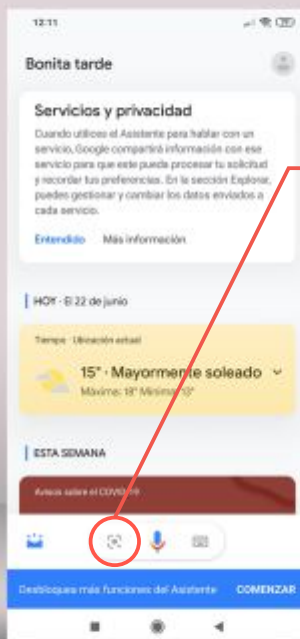 12:11
Bonita tarde
Servicios y privacidad
Cuando utilices el Asistente para hablar con un
servicio, Google compartirá información con ese
servicio para que este pueda procesar tu solicitud
y recordar tus preferencias. En la sección Explorar,
puedes gestionar y cambiar los datos enviados a
cada servicio.
Entendido Más información
HOY - El 22 de junio
Tiempo · Ubicación actual
15° · Mayormente soleado
Máxima: 18° Mínima: 10°
ESTA SEMANA
Avisos sobre el COVID-19
Desbloquea más funciones del Asistente COMENZAR